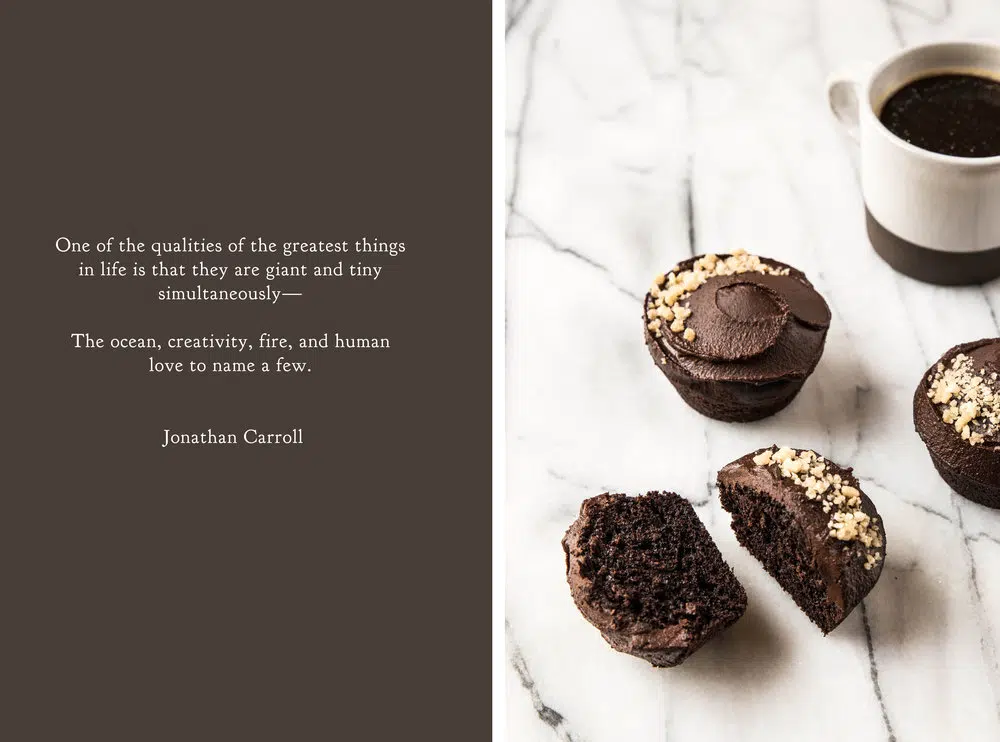 One of the qualities of the greatest things
in life is that they are giant and tiny
simultaneously—
The ocean, creativity, fire, and human
love to name a few.
Jonathan Carroll